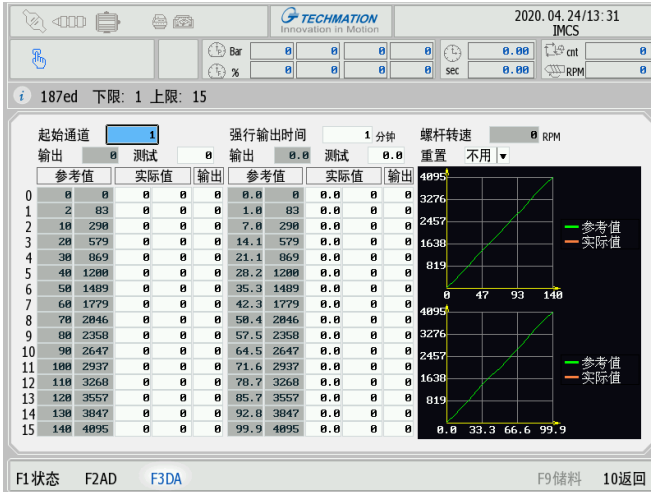 TECHMATION
Innovation in Motion
2020.04.24/13:31
IMCS
Bar 0 0 0 0 0.00 cnt 0
% 0 0 0 0 sec 0.00 RPM 0
i 187ed 下限: 1 上限: 15
起始通道 1 强行输出时间 1 分钟 螺杆转速 0 RPM
输出 0 测试 0 输出 0.0 测试 0.0 重置 不用
参考值 实际值 输出 参考值 实际值 输出
0 0 0 0 0 0 0.0 0 0.0 0 0
1 2 83 0 0 0 1.0 83 0.0 0 0
2 10 290 0 0 0 7.0 290 0.0 0 0
3 20 579 0 0 0 14.1 579 0.0 0 0
4 30 869 0 0 0 21.1 869 0.0 0 0
5 40 1200 0 0 0 28.2 1200 0.0 0 0
6 50 1489 0 0 0 35.3 1489 0.0 0 0
7 60 1779 0 0 0 42.3 1779 0.0 0 0
8 70 2046 0 0 0 50.4 2046 0.0 0 0
9 80 2358 0 0 0 57.5 2358 0.0 0 0
10 90 2647 0 0 0 64.5 2647 0.0 0 0
11 100 2937 0 0 0 71.6 2937 0.0 0 0
12 110 3268 0 0 0 78.7 3268 0.0 0 0
13 120 3557 0 0 0 85.7 3557 0.0 0 0
14 130 3847 0 0 0 92.8 3847 0.0 0 0
15 140 4095 0 0 0 99.9 4095 0.0 0 0
4095
3276
2457
1638
819
0 47 93 140
参考值
实际值
4095
3276
2457
1638
819
0.0 33.3 66.6 99.9
参考值
实际值
F1状态 F2AD F3DA F9储料 10返回